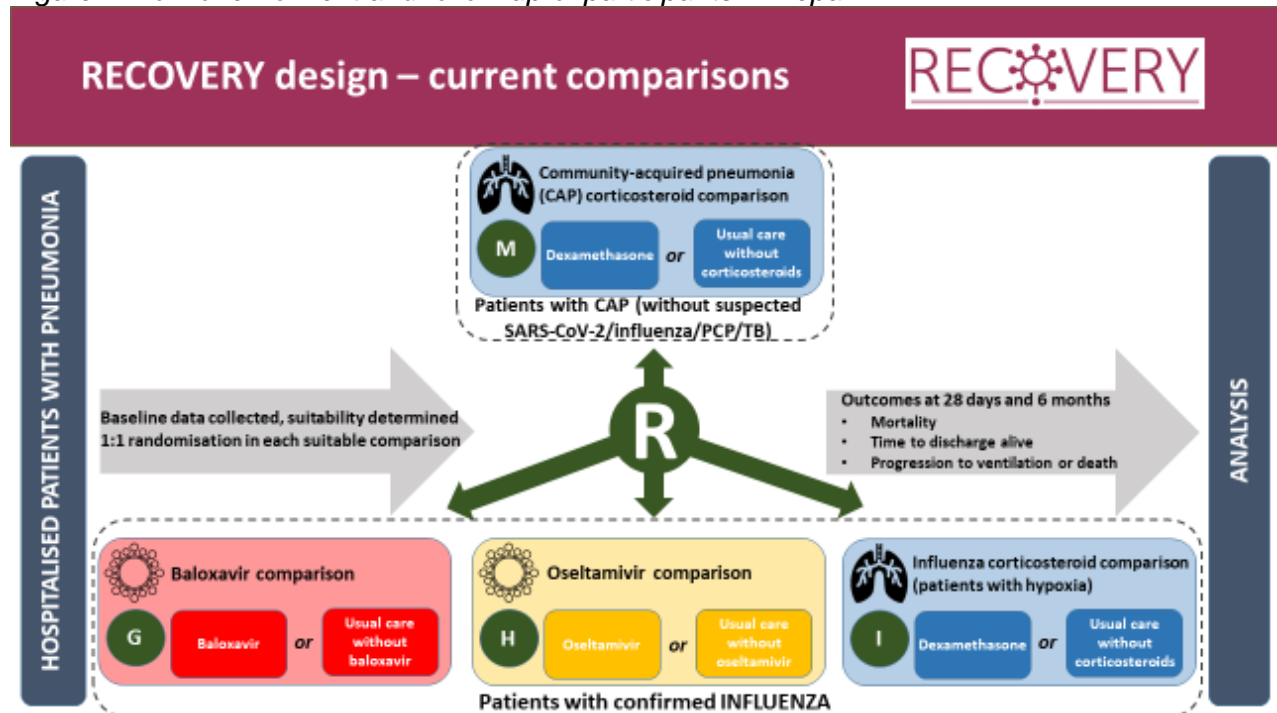 RECOVERY design – current comparisons
RECOVERY
HOSPITALISED PATIENTS WITH PNEUMONIA
Community-acquired pneumonia
(CAP) corticosteroid comparison
M
Dexamethasone
or
Usual care
without
corticosteroids
Patients with CAP (without suspected
SARS-CoV-2/influenza/PCP/TB)
Baseline data collected, suitability determined
1:1 randomisation in each suitable comparison
R
Outcomes at 28 days and 6 months
• Mortality
• Time to discharge alive
• Progression to ventilation or death
ANALYSIS
Baloxavir comparison
G
Baloxavir
or
Usual care
without
baloxavir
Oseltamivir comparison
H
Oseltamivir
or
Usual care
without
oseltamivir
Influenza corticosteroid comparison
(patients with hypoxia)
I
Dexamethasone
or
Usual care
without
corticosteroids
Patients with confirmed INFLUENZA